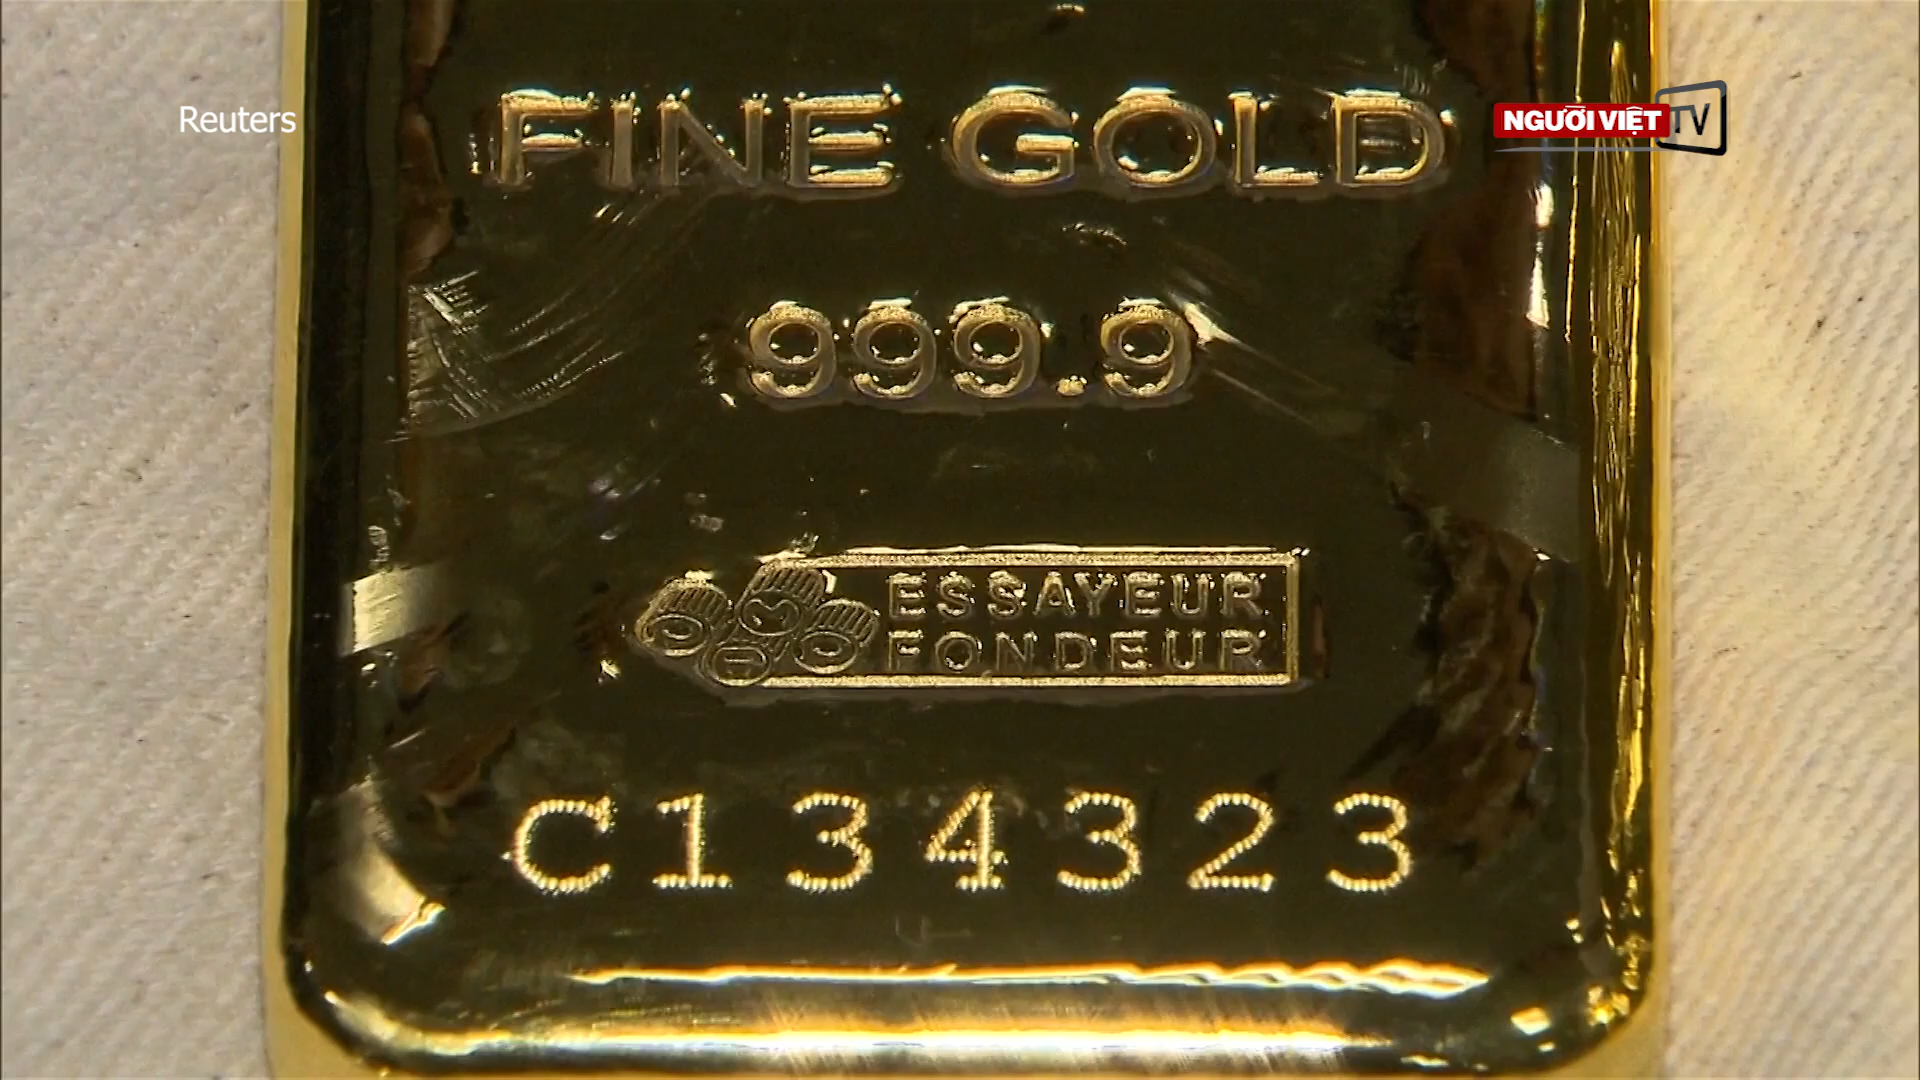 Reuters
NGƯỜI VIỆT TV
FINE GOLD
999.9
ESSAYEUR
FONDEUR
C134323